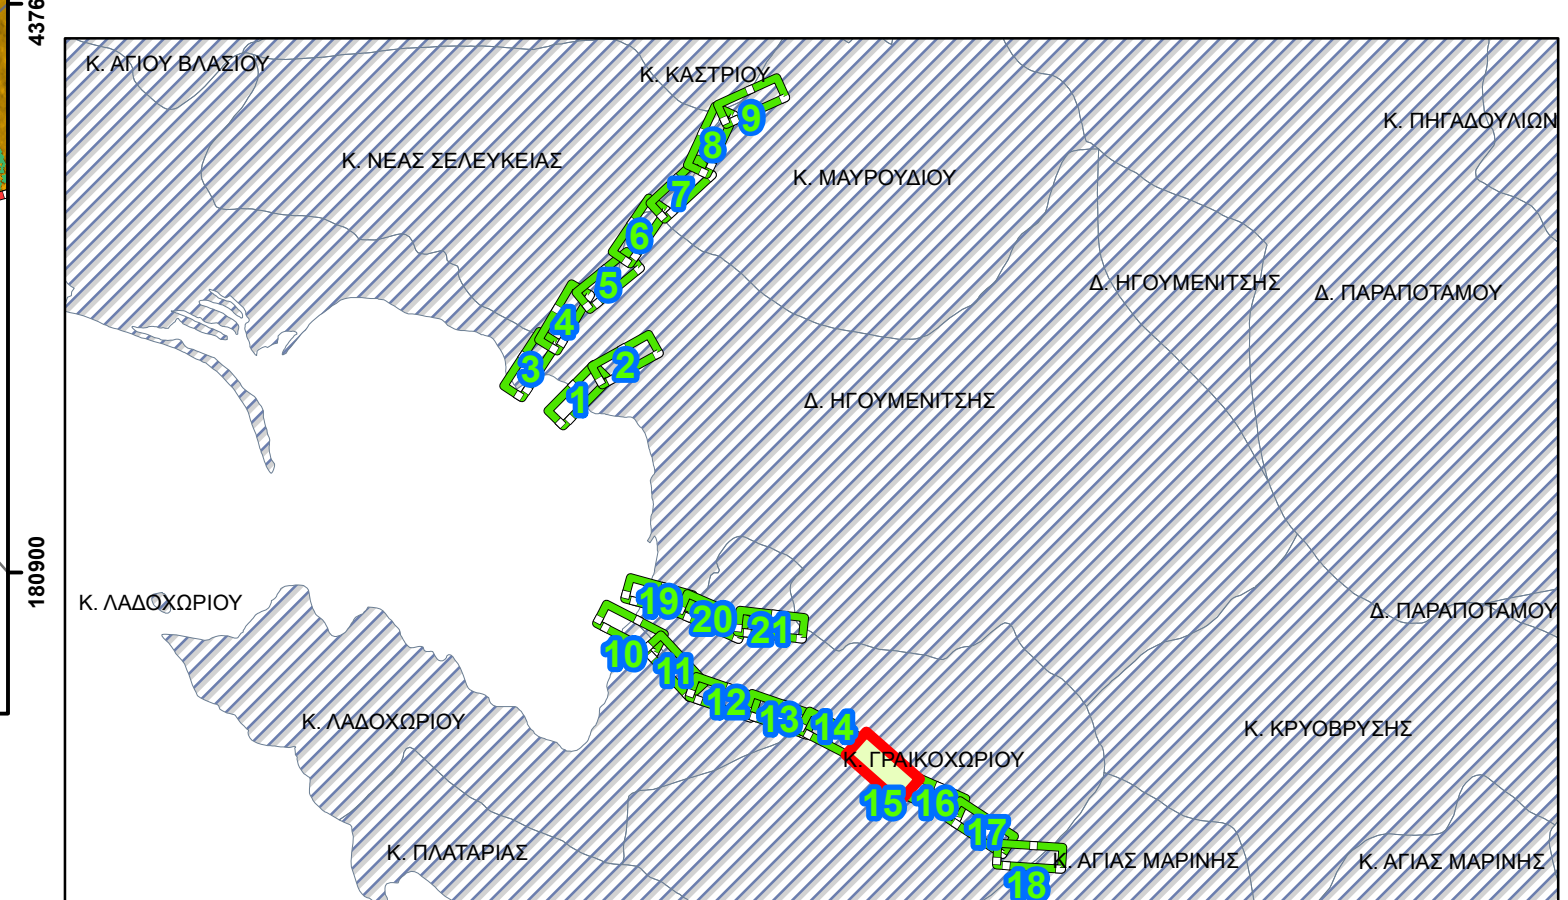 4376
Κ. ΑΓΙΟΥ ΒΛΑΣΙΟΥ
Κ. ΚΑΣΤΡΙΟΥ
9
Κ. ΠΗΓΑΔΟΥΛΙΩΝ
8
Κ. ΝΕΑΣ ΣΕΛΕΥΚΕΙΑΣ
Κ. ΜΑΥΡΟΥΔΙΟΥ
7
6
5
Δ. ΗΓΟΥΜΕΝΙΤΣΗΣ
Δ. ΠΑΡΑΠΟΤΑΜΟΥ
4
3
2
1
Δ. ΗΓΟΥΜΕΝΙΤΣΗΣ
180900
Κ. ΛΑΔΟΧΩΡΙΟΥ
19
20
21
Δ. ΠΑΡΑΠΟΤΑΜΟΥ
10
11
12
13
14
Κ. ΛΑΔΟΧΩΡΙΟΥ
Κ. ΚΡΥΟΒΡΥΣΗΣ
Κ. ΓΡΑΙΚΟΧΩΡΙΟΥ
15
16
17
Κ. ΠΛΑΤΑΡΙΑΣ
Κ. ΑΓΙΑΣ ΜΑΡΙΝΗΣ
Κ. ΑΓΙΑΣ ΜΑΡΙΝΗΣ
18